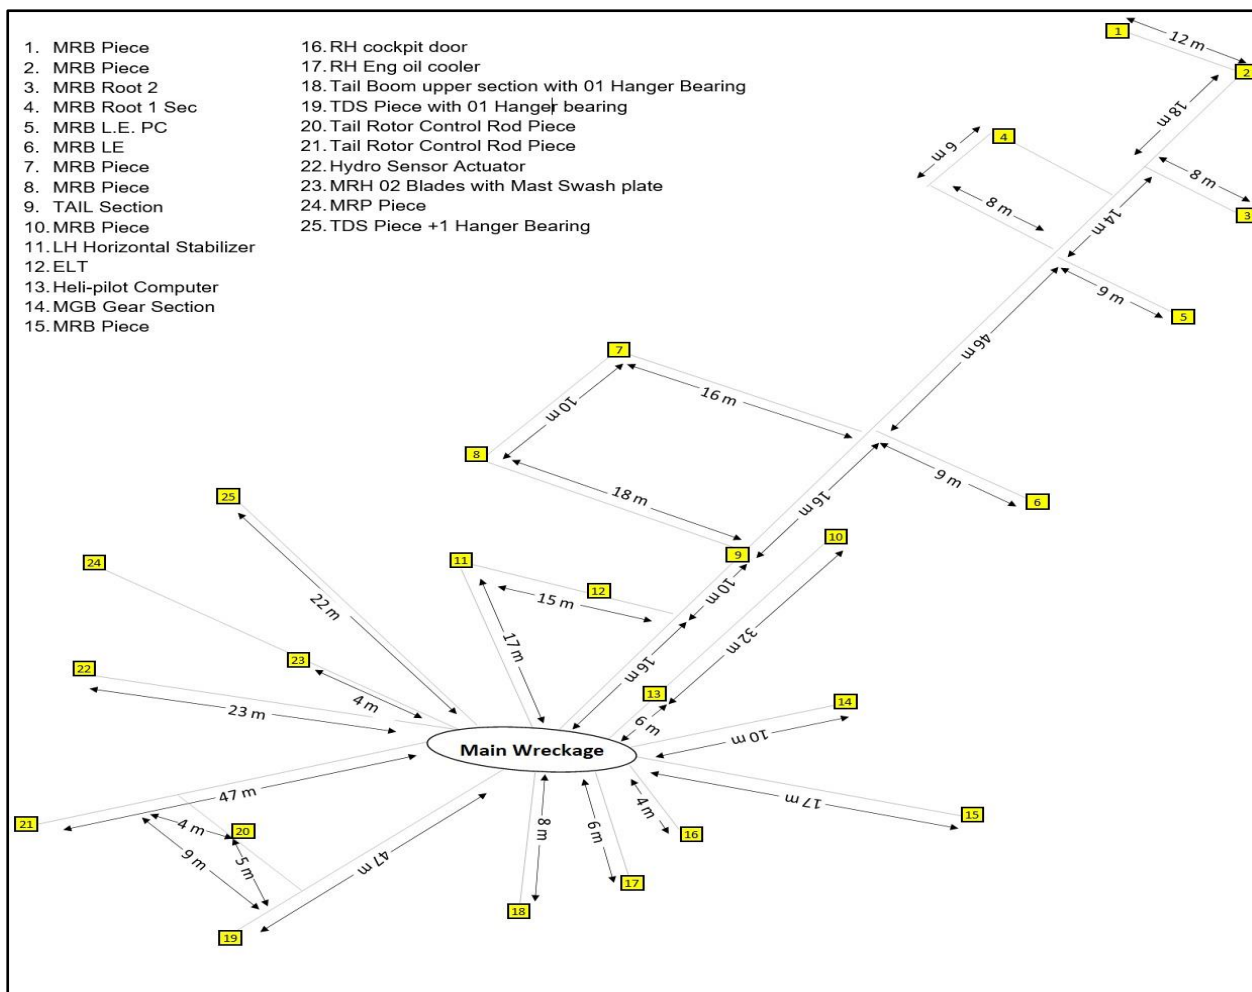 1. MRB Piece
2. MRB Piece
3. MRB Root 2
4. MRB Root 1 Sec
5. MRB L.E. PC
6. MRB LE
7. MRB Piece
8. MRB Piece
9. TAIL Section
10. MRB Piece
11. LH Horizontal Stabilizer
12. ELT
13. Heli-pilot Computer
14. MGB Gear Section
15. MRB Piece
16. RH cockpit door
17. RH Eng oil cooler
18. Tail Boom upper section with 01 Hanger Bearing
19. TDS Piece with 01 Hanger bearing
20. Tail Rotor Control Rod Piece
21. Tail Rotor Control Rod Piece
22. Hydro Sensor Actuator
23. MRH 02 Blades with Mast Swash plate
24. MRP Piece
25. TDS Piece +1 Hanger Bearing
1
12 m
2
18 m
4
6 m
8 m
3
8 m
14 m
9 m
5
46 m
7
16 m
10 m
8
9 m
6
18 m
16 m
25
10
9
24
11
12
10 m
15 m
22 m
32 m
17 m
23
16 m
22
13
14
4 m
23 m
6 m
10 m
Main Wreckage
47 m
4 m
17 m
15
21
4 m
20
8 m
6 m
16
9 m
5 m
47 m
17
18
19